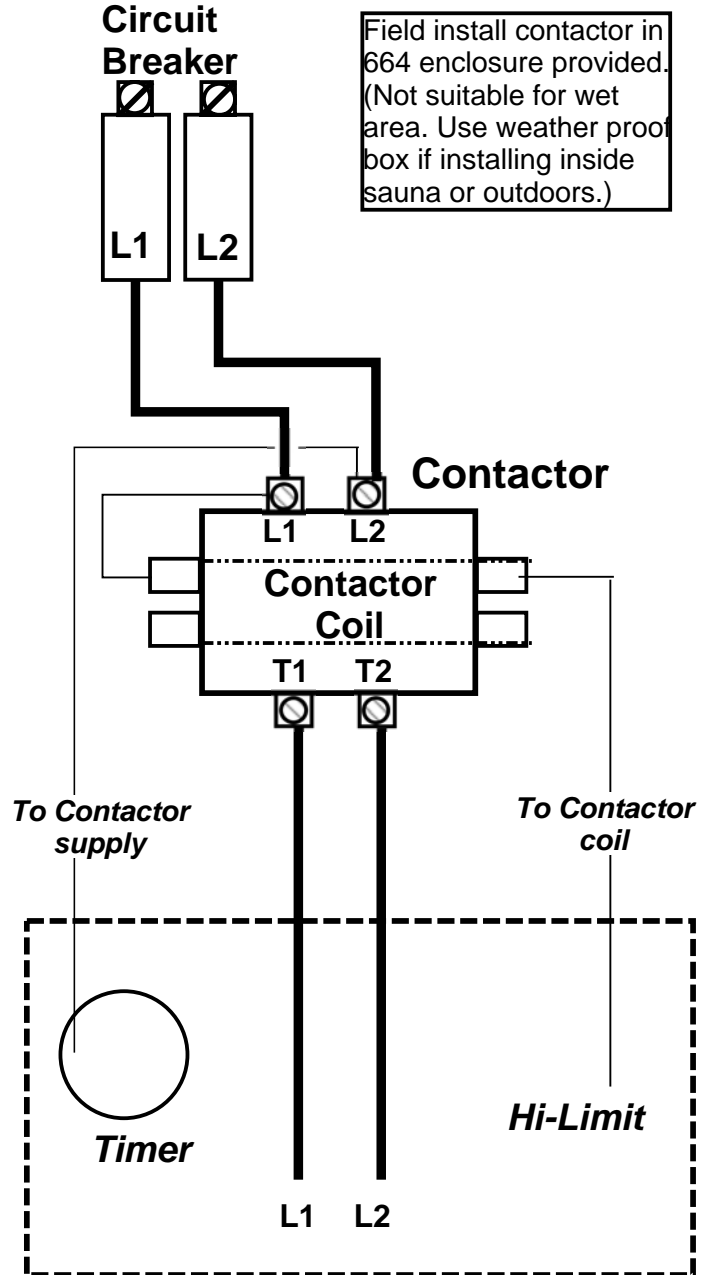 Circuit
Breaker
Field install contactor in
664 enclosure provided.
(Not suitable for wet
area. Use weather proof
box if installing inside
sauna or outdoors.)
L1 L2
Contactor
L1 L2
Contactor
Coil
T1 T2
To Contactor
supply
To Contactor
coil
Timer
Hi-Limit
L1 L2